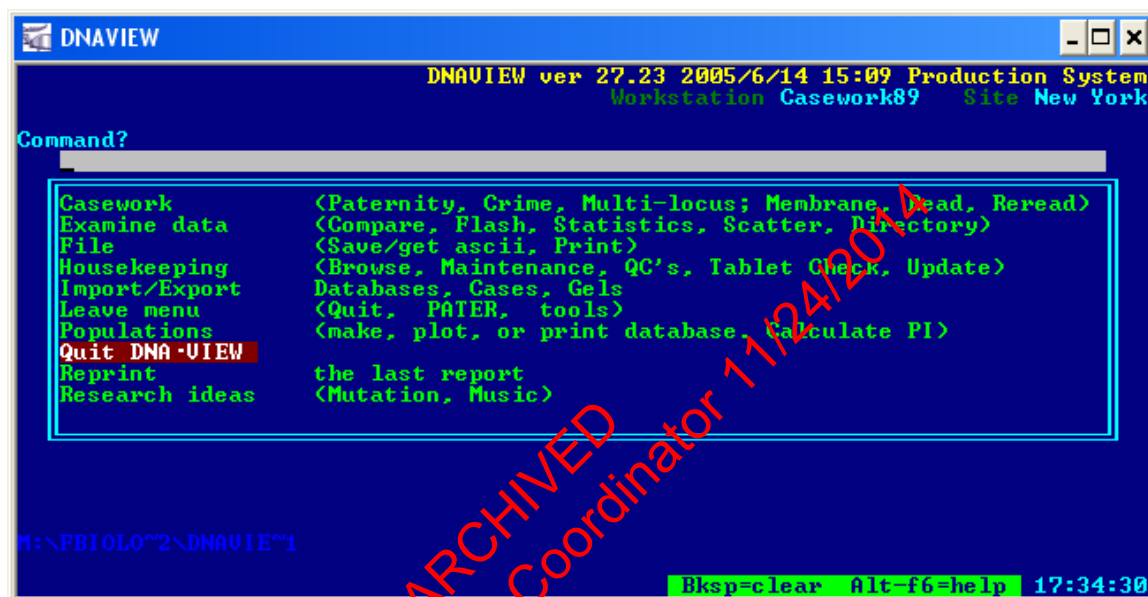 DNAVIEW
DNAVIEW ver 27.23 2005/6/14 15:09 Production System
Workstation Casework89 Site New York
Command?
Casework (Paternity, Crime, Multi-locus; Membrane, Read, Reread)
Examine data (Compare, Flash, Statistics, Scatter, Directory)
File (Save/get ascii, Print)
Housekeeping (Browse, Maintenance, QC's, Tablet Check, Update)
Import/Export Databases, Cases, Gels
Leave menu (Quit, PATER, tools)
Populations (make, plot, or print database, Calculate PI)
Quit DNA·VIEW
Reprint the last report
Research ideas (Mutation, Music)
ARCHIVED
Coordinator 11/24/2014
M:\FBIOLO~2\DNAVIE~1
Bksp=clear Alt-f6=help 17:34:30